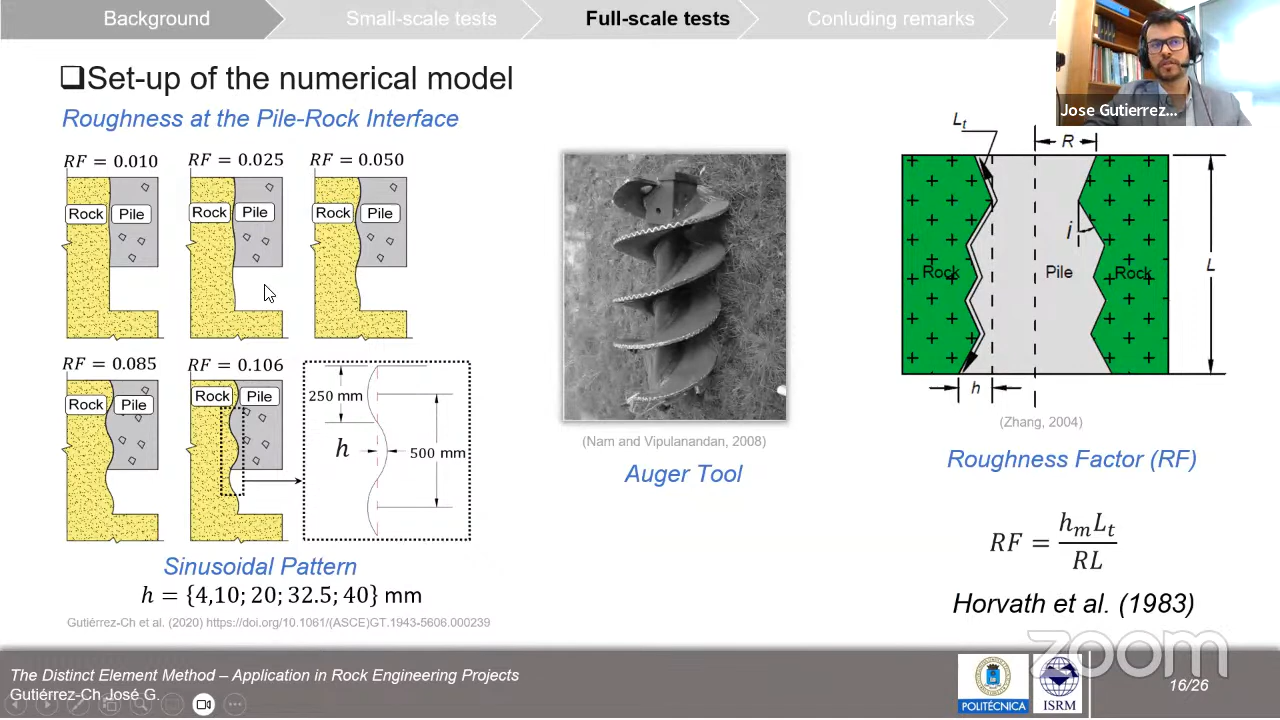 Background
Small-scale tests
Full-scale tests
Conluding remarks
A
Jose Gutierrez...
❑Set-up of the numerical model
Roughness at the Pile-Rock Interface
RF = 0.010
RF = 0.025
RF = 0.050
Rock
Pile
Rock
Pile
Rock
Pile
RF = 0.085
RF = 0.106
Rock
Pile
Rock
Pile
250 mm
h
500 mm
Sinusoidal Pattern
h = {4,10; 20; 32.5; 40} mm
Gutiérrez-Ch et al. (2020) https://doi.org/10.1061/(ASCE)GT.1943-5606.000239
(Nam and Vipulanandan, 2008)
Auger Tool
Lt
R
i
Rock
Pile
Rock
L
h
(Zhang, 2004)
Roughness Factor (RF)
RF = hmLt / RL
Horvath et al. (1983)
zoom
The Distinct Element Method – Application in Rock Engineering Projects
Gutiérrez-Ch José G.
POLITÉCNICA
ISRM
16/26